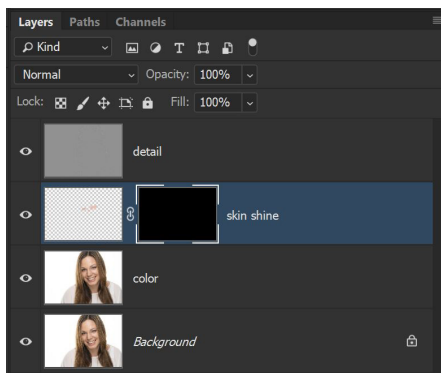 Layers Paths Channels
Kind
Normal Opacity: 100%
Lock: Fill: 100%
detail
skin shine
color
Background